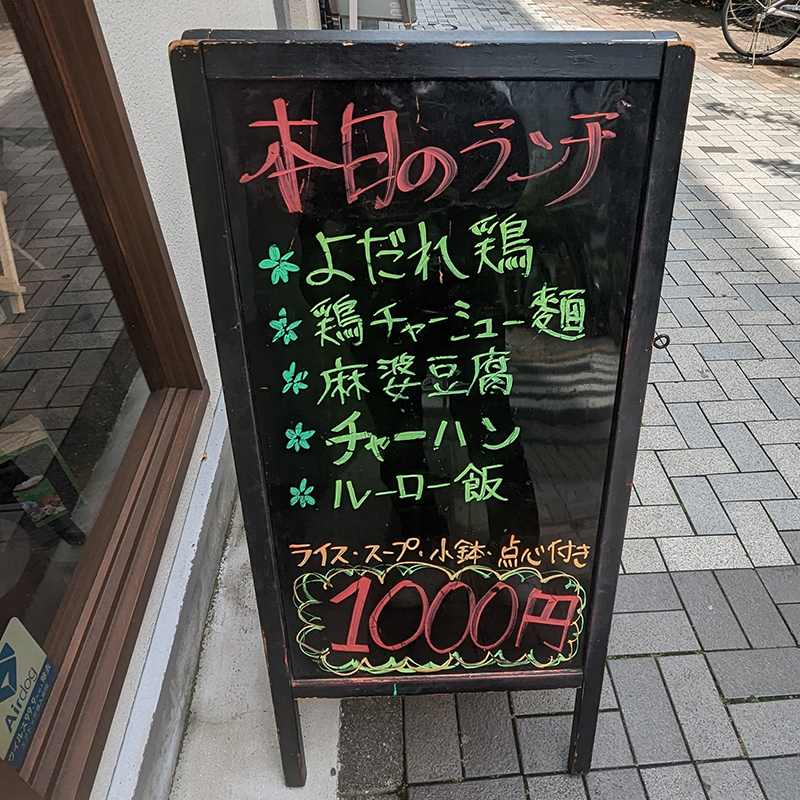 本日のランチ
よだれ鶏
鶏チャーシュー麺
麻婆豆腐
チャーハン
ルーロー飯
ライス・スープ・小鉢・点心付き
1000円
Airdog